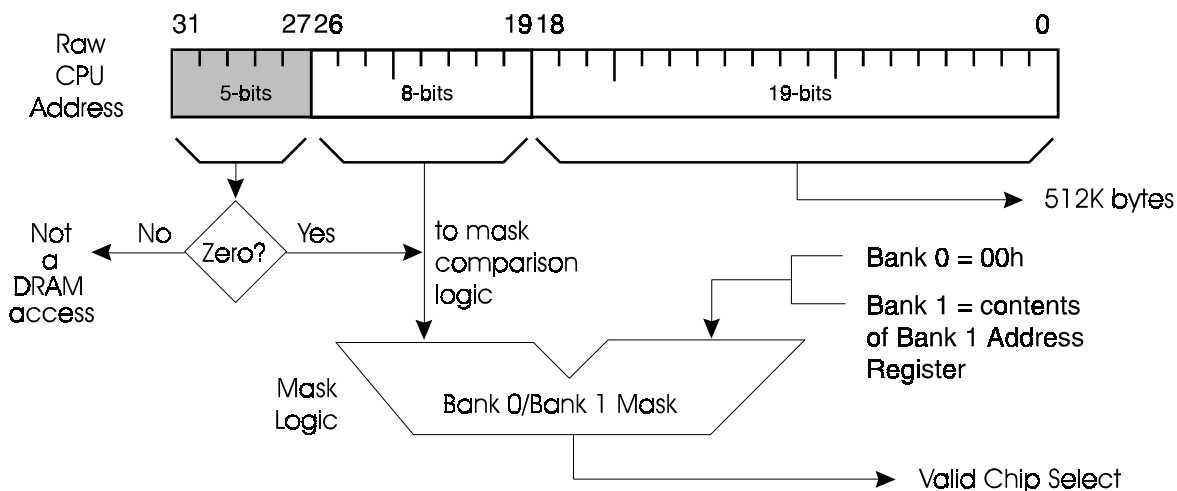 31 27 26 19 18 0
Raw
CPU
Address
5-bits
8-bits
19-bits
512K bytes
Not
a
DRAM
access
No
Zero?
Yes
to mask
comparison
logic
Bank 0 = 00h
Bank 1 = contents
of Bank 1 Address
Register
Mask
Logic
Bank 0/Bank 1 Mask
Valid Chip Select